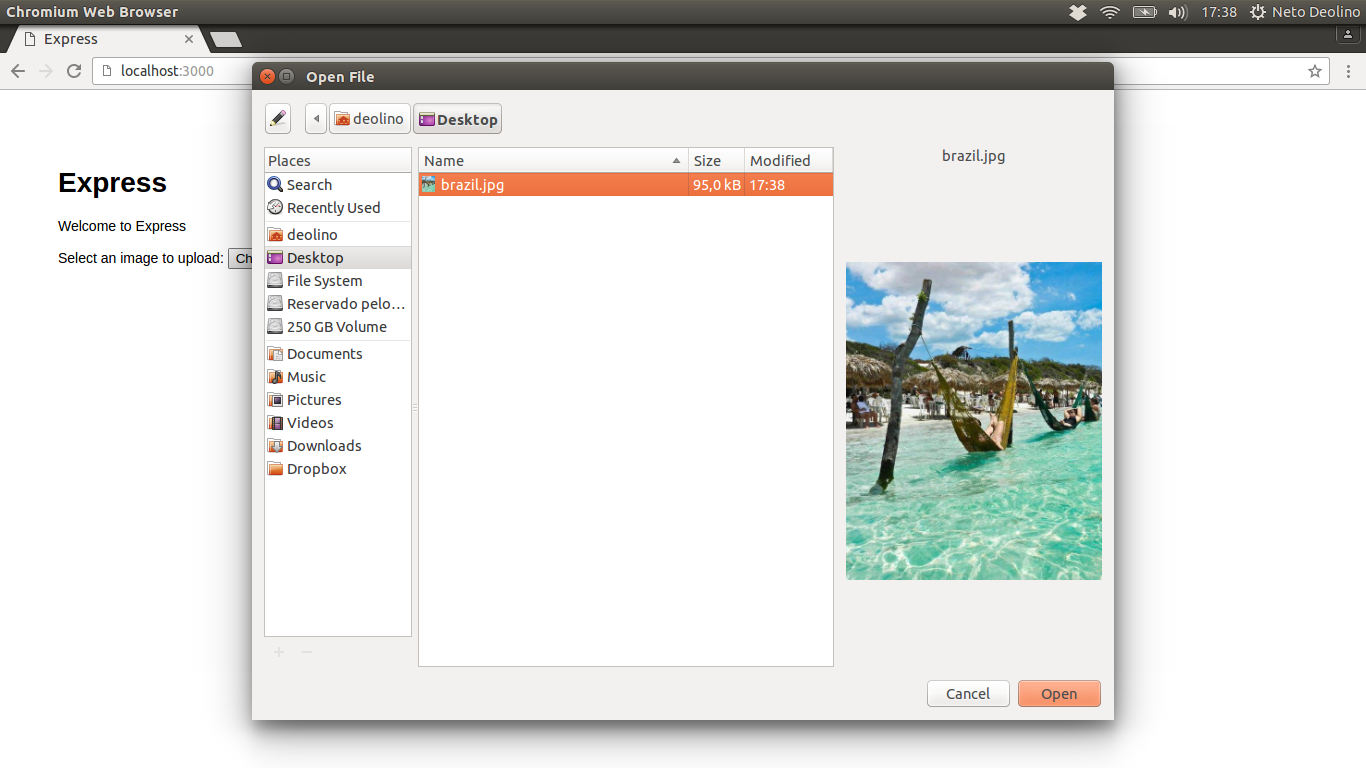 Chromium Web Browser
17:38
Neto Deolino
Express
localhost:3000
Open File
deolino
Desktop
Places
Name
Size
Modified
brazil.jpg
Search
brazil.jpg
95,0 kB
17:38
Recently Used
deolino
Desktop
File System
Reservado pelo…
250 GB Volume
Documents
Music
Pictures
Videos
Downloads
Dropbox
Express
Welcome to Express
Select an image to upload: Ch
Cancel
Open